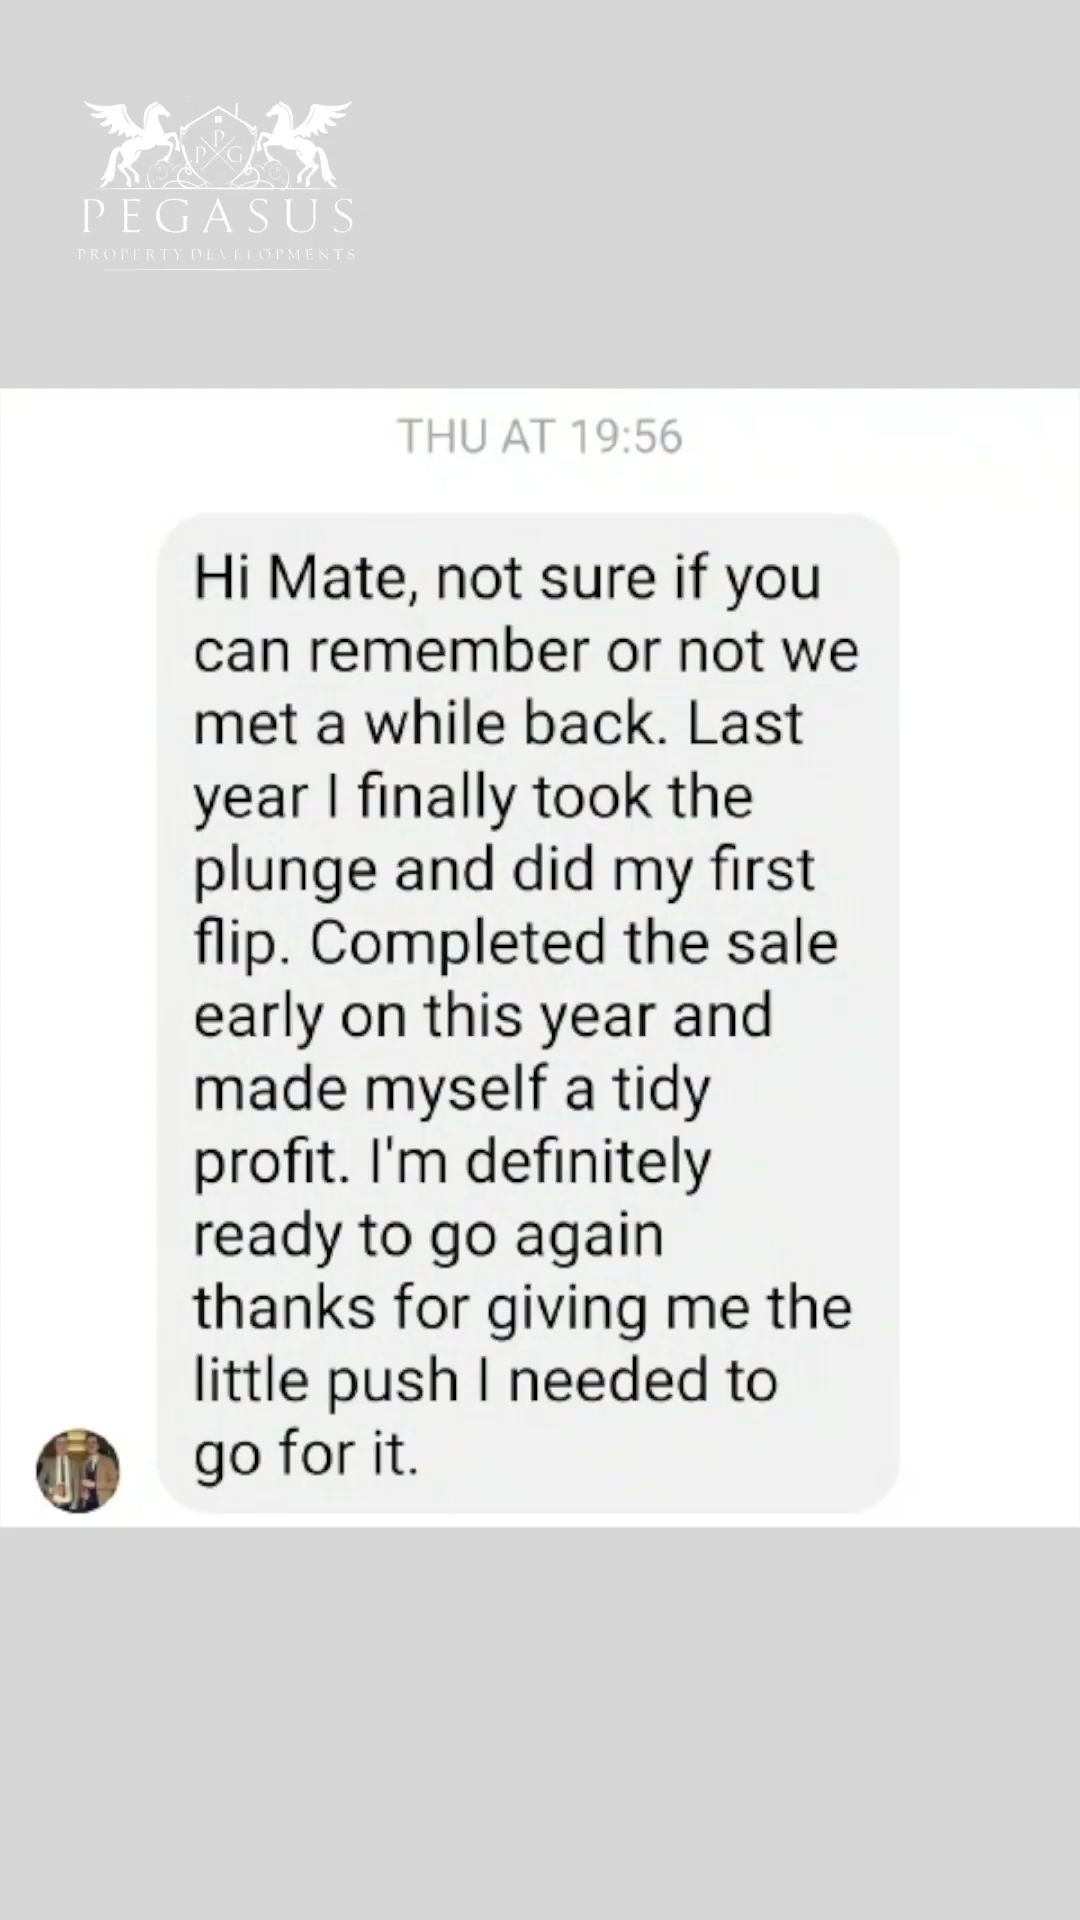 P
P G
PEGASUS
PROPERTY DEVELOPMENTS
THU AT 19:56
Hi Mate, not sure if you
can remember or not we
met a while back. Last
year I finally took the
plunge and did my first
flip. Completed the sale
early on this year and
made myself a tidy
profit. I'm definitely
ready to go again
thanks for giving me the
little push I needed to
go for it.